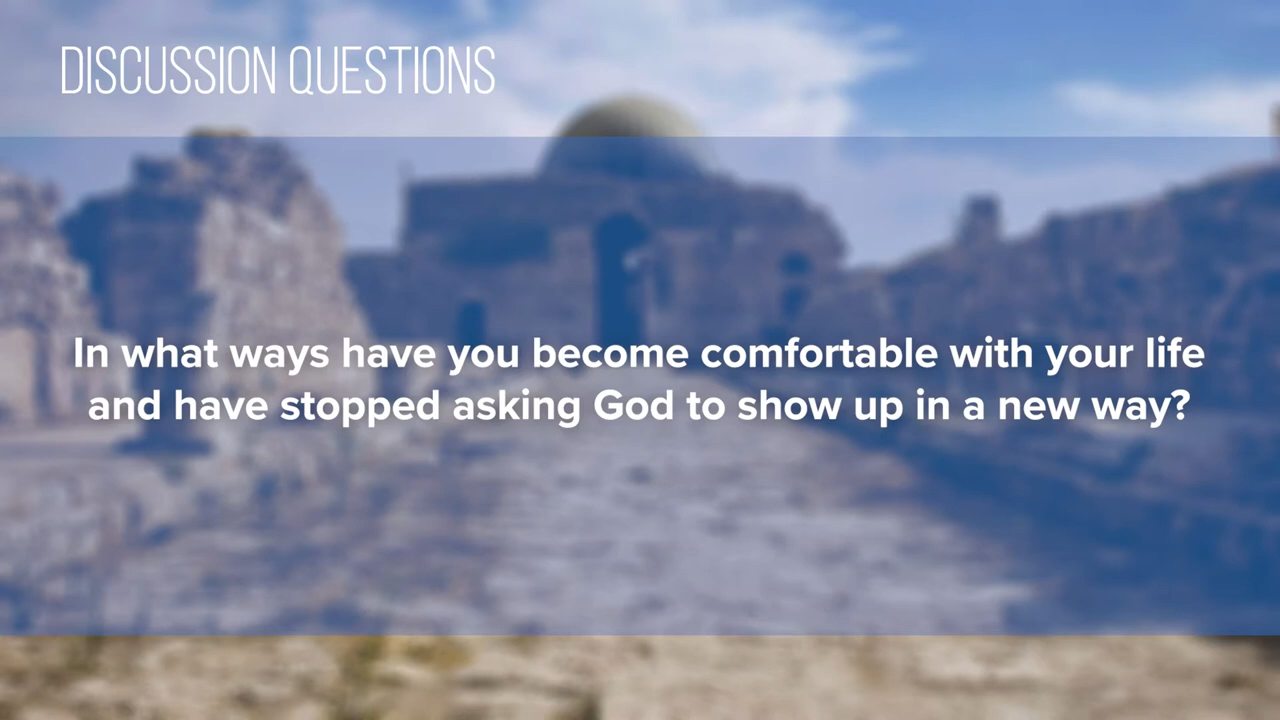 DISCUSSION QUESTIONS
In what ways have you become comfortable with your life
and have stopped asking God to show up in a new way?